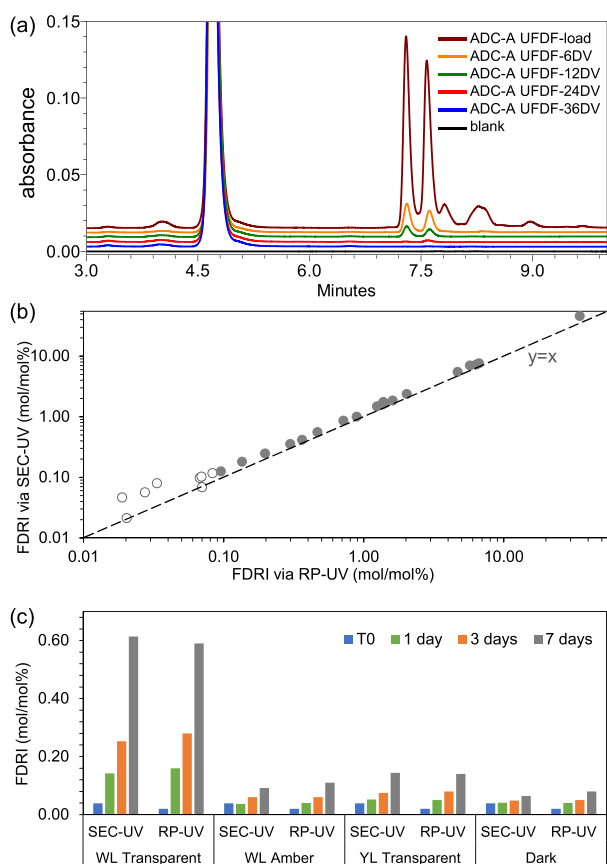 (a)
0.15
0.10
0.05
0.00
absorbance
ADC-A UFDF-load
ADC-A UFDF-6DV
ADC-A UFDF-12DV
ADC-A UFDF-24DV
ADC-A UFDF-36DV
blank
3.0 4.5 6.0 7.5 9.0
Minutes
(b)
FDRI via SEC-UV (mol/mol%)
10.00
1.00
0.10
0.01
y=x
0.01 0.10 1.00 10.00
FDRI via RP-UV (mol/mol%)
(c)
FDRI (mol/mol%)
0.60
0.40
0.20
0.00
T0 1 day 3 days 7 days
SEC-UV RP-UV SEC-UV RP-UV SEC-UV RP-UV SEC-UV RP-UV
WL Transparent WL Amber YL Transparent Dark